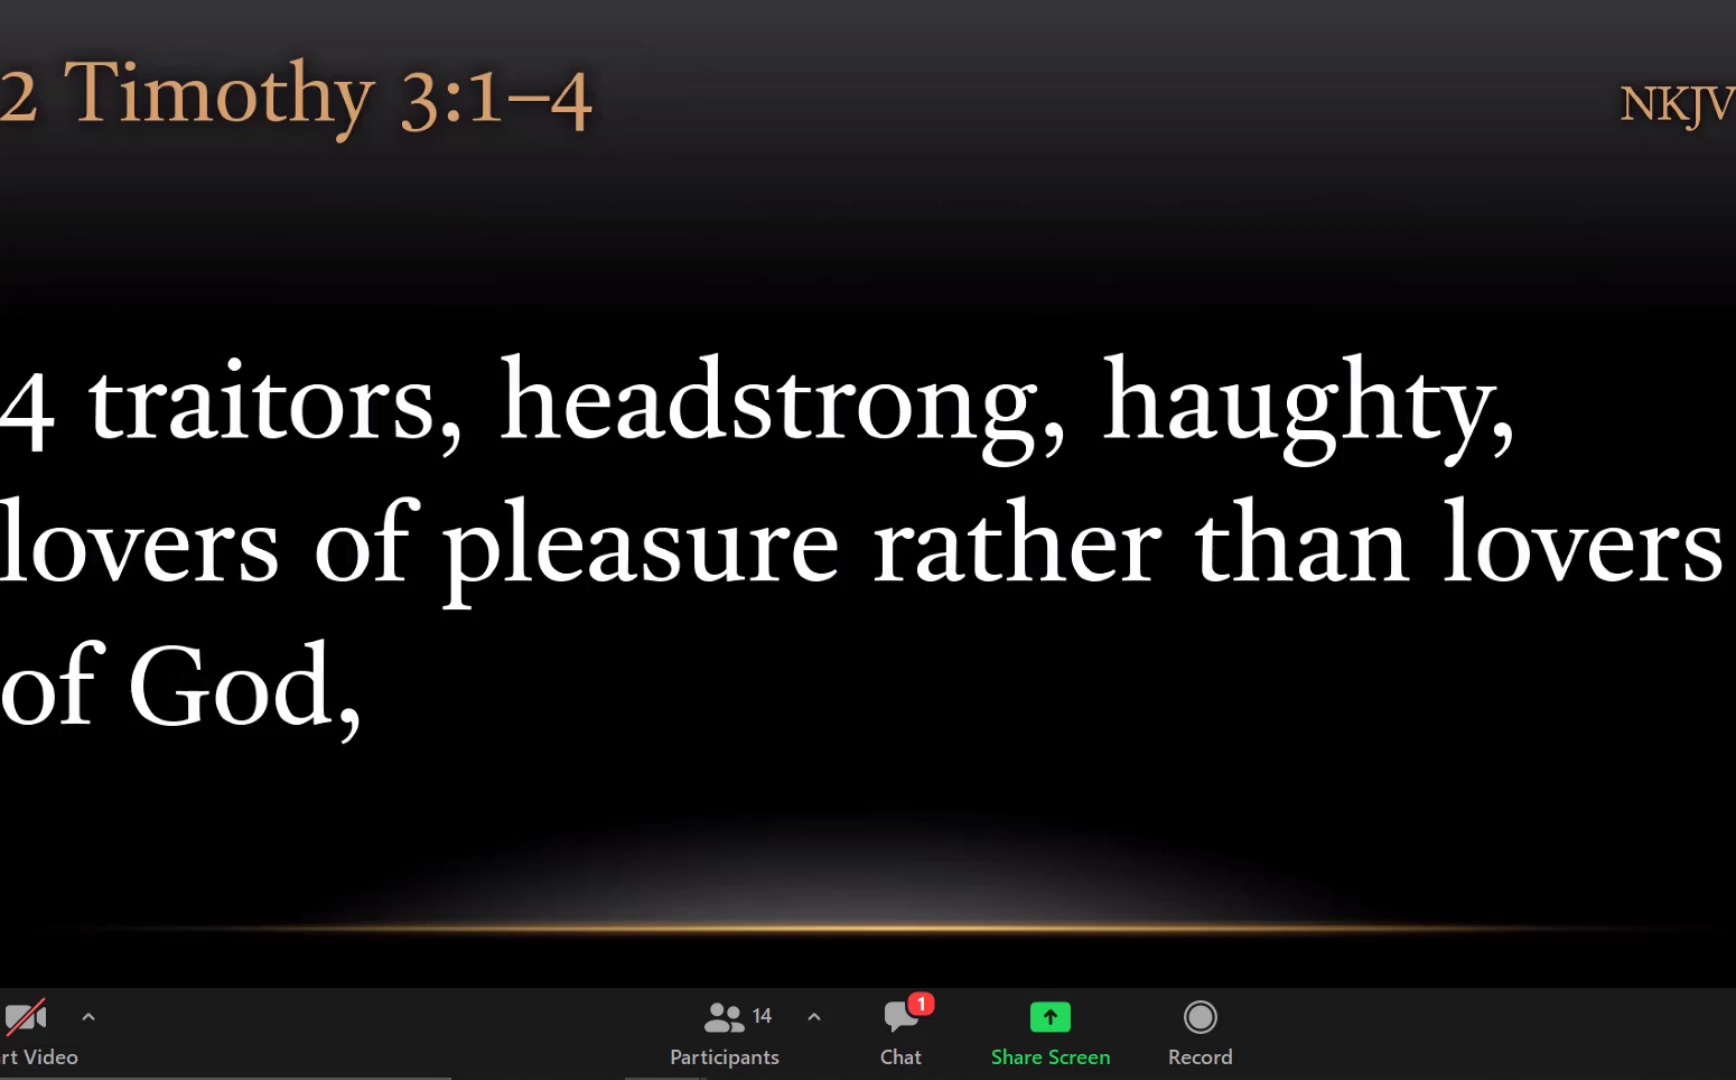 2 Timothy 3:1–4
NKJV
4 traitors, headstrong, haughty,
lovers of pleasure rather than lovers
of God,
14
1
rt Video
Participants
Chat
Share Screen
Record